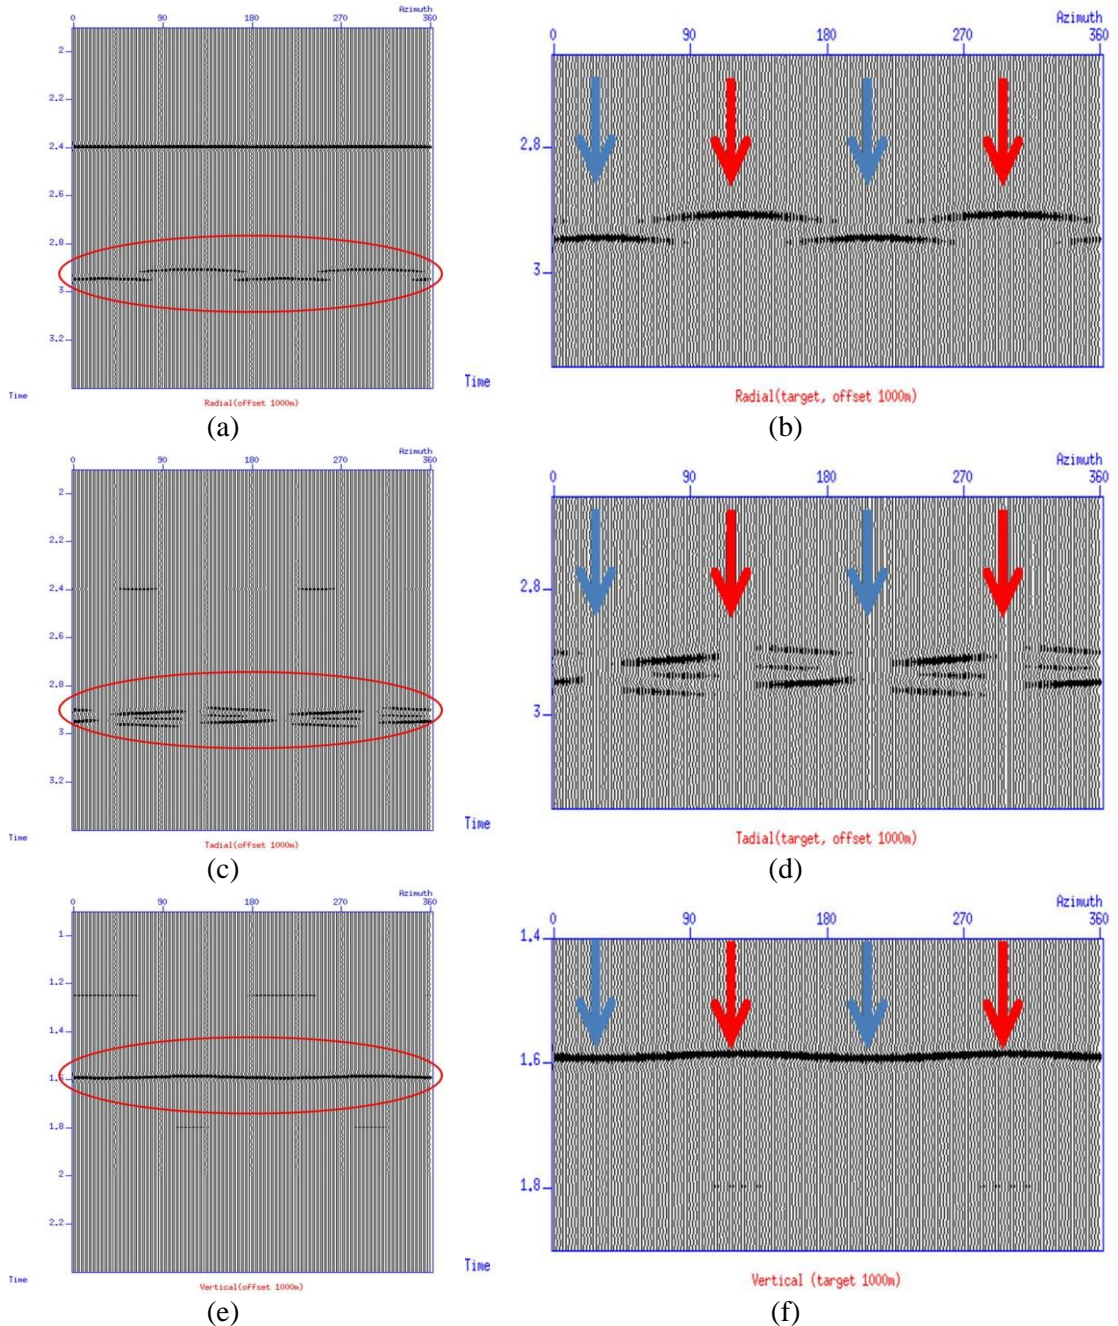 Azimuth
0 90 180 270 360
2
2.2
2.4
2.6
2.8
3
3.2
Time
Radial(offset 1000m)
(a)
Azimuth
0 90 180 270 360
2.8
3
Time
Radial(target, offset 1000m)
(b)
Azimuth
0 90 180 270 360
2
2.2
2.4
2.6
2.8
3
3.2
Time
Tadial(offset 1000m)
(c)
Azimuth
0 90 180 270 360
2.8
3
Time
Tadial(target, offset 1000m)
(d)
Azimuth
0 90 180 270 360
1
1.2
1.4
1.6
1.8
2
2.2
Time
Vertical(offset 1000m)
(e)
Azimuth
0 90 180 270 360
1.4
1.6
1.8
Time
Vertical (target 1000m)
(f)